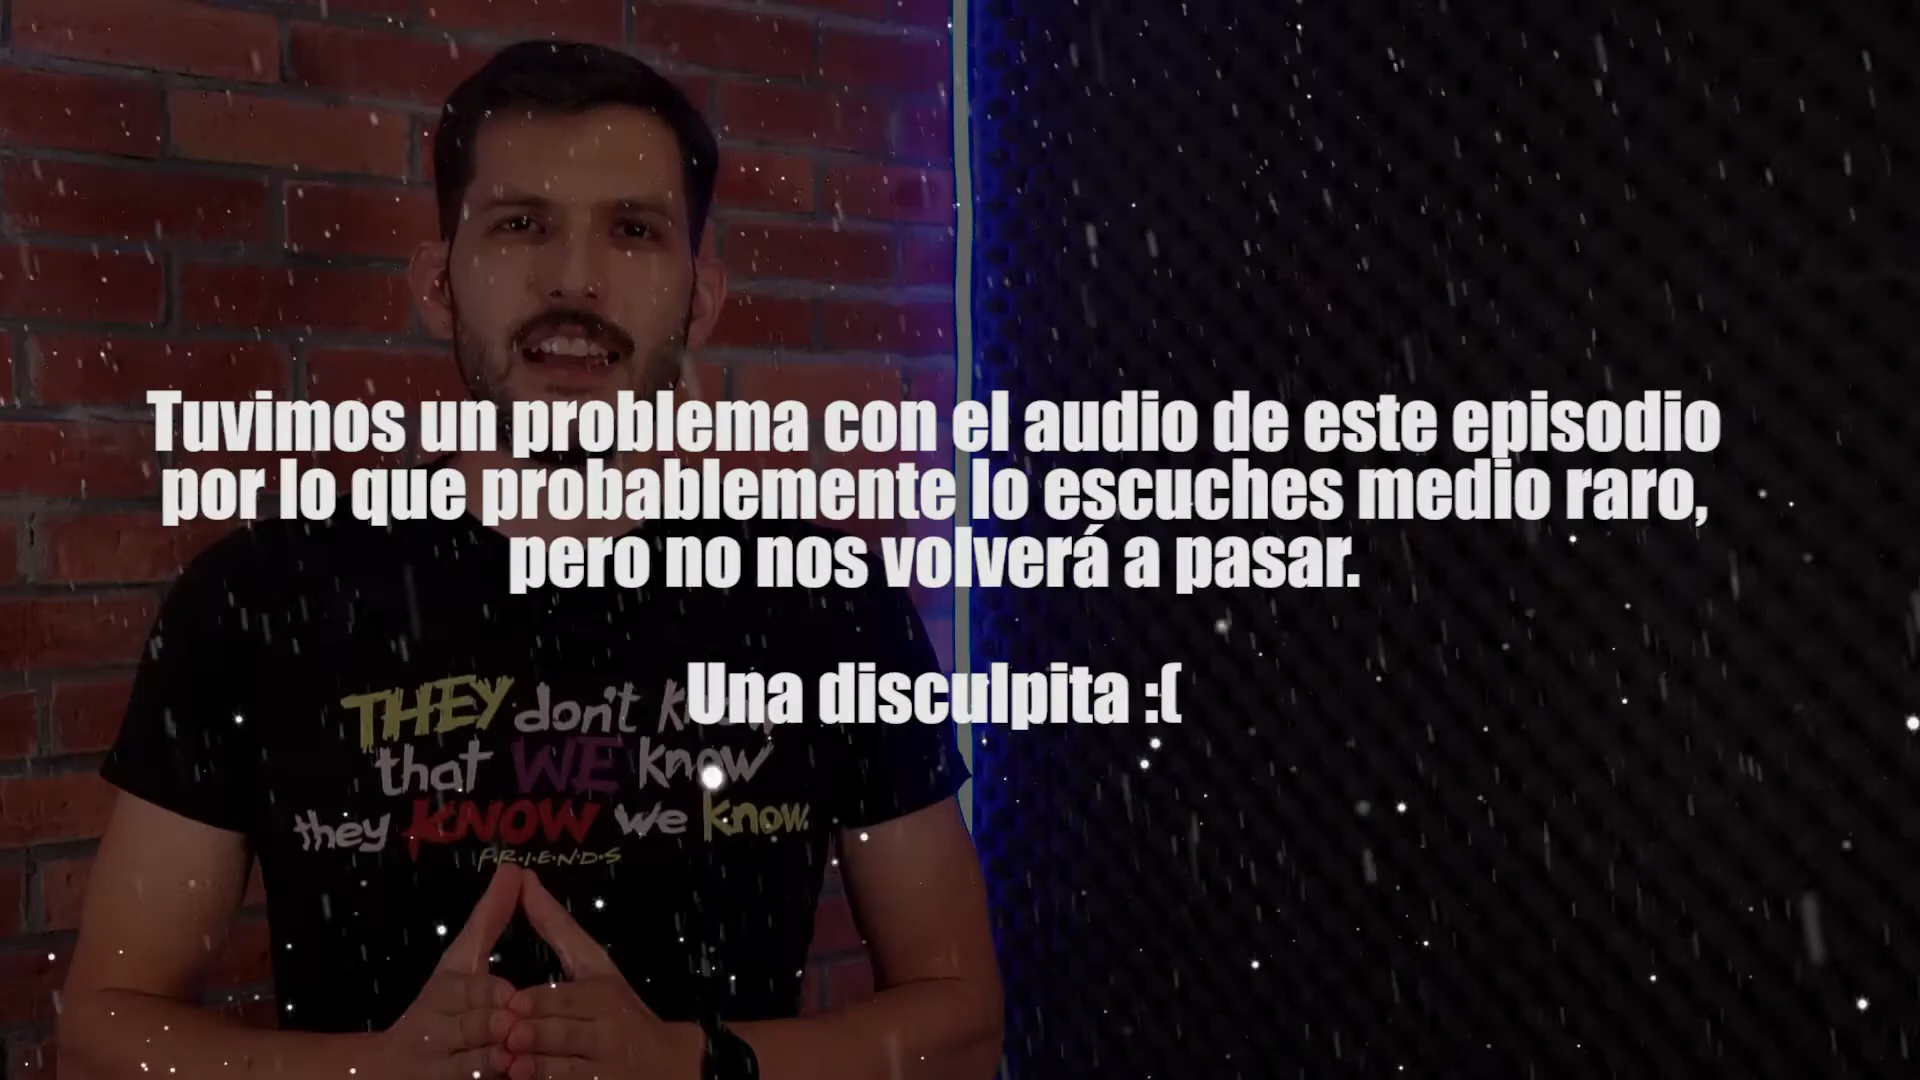 Tuvimos un problema con el audio de este episodio
por lo que probablemente lo escuches medio raro,
pero no nos volverá a pasar.
Una disculpita :(
THEY don't
that WE know
they KNOW we know.
F·R·I·E·N·D·S